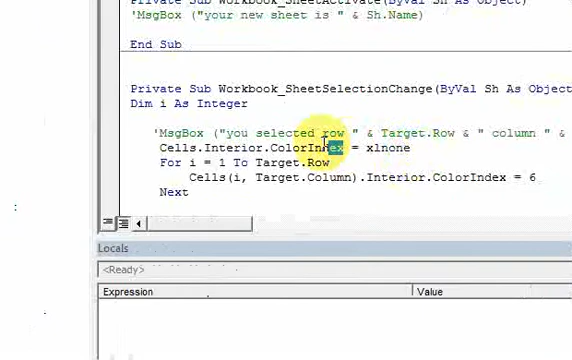 Private Sub Workbook_SheetActivate(ByVal Sh As Object)
'MsgBox ("your new sheet is " & Sh.Name)
End Sub
Private Sub Workbook_SheetSelectionChange(ByVal Sh As Object
Dim i As Integer
'MsgBox ("you selected row " & Target.Row & " column " &
Cells.Interior.ColorIndex = xlnone
For i = 1 To Target.Row
Cells(i, Target.Column).Interior.ColorIndex = 6
Next
Locals
<Ready>
Expression Value